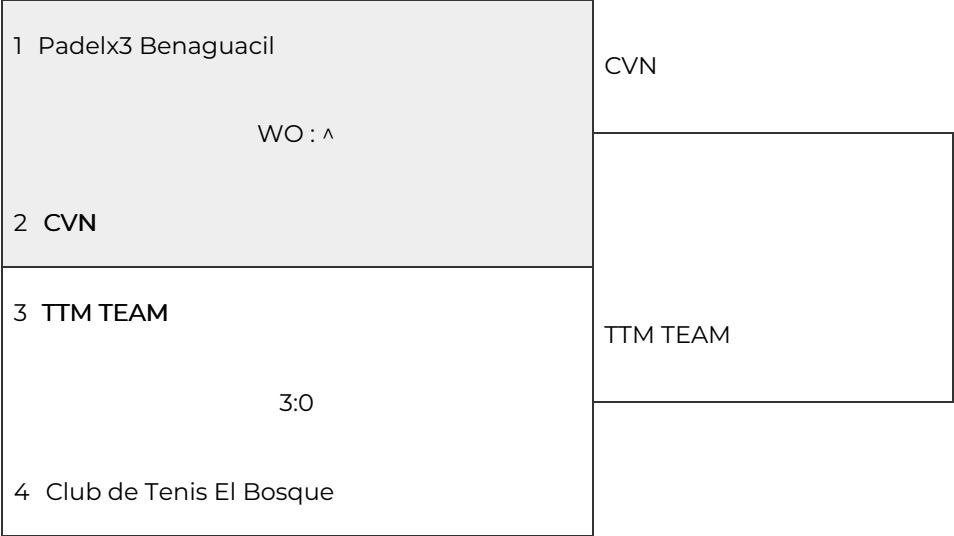 1 Padelx3 Benaguacil
CVN
WO : ^
2 CVN
3 TTM TEAM
TTM TEAM
3:0
4 Club de Tenis El Bosque